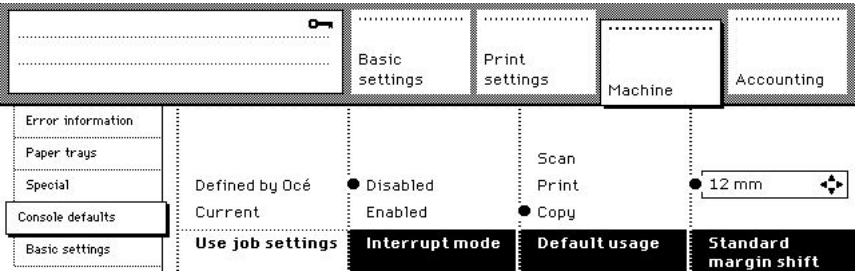 Basic
settings
Print
settings
Machine
Accounting
Error information
Paper trays
Special
Console defaults
Basic settings
Defined by Océ
Current
Use job settings
Disabled
Enabled
Interrupt mode
Scan
Print
Copy
Default usage
12 mm
Standard
margin shift